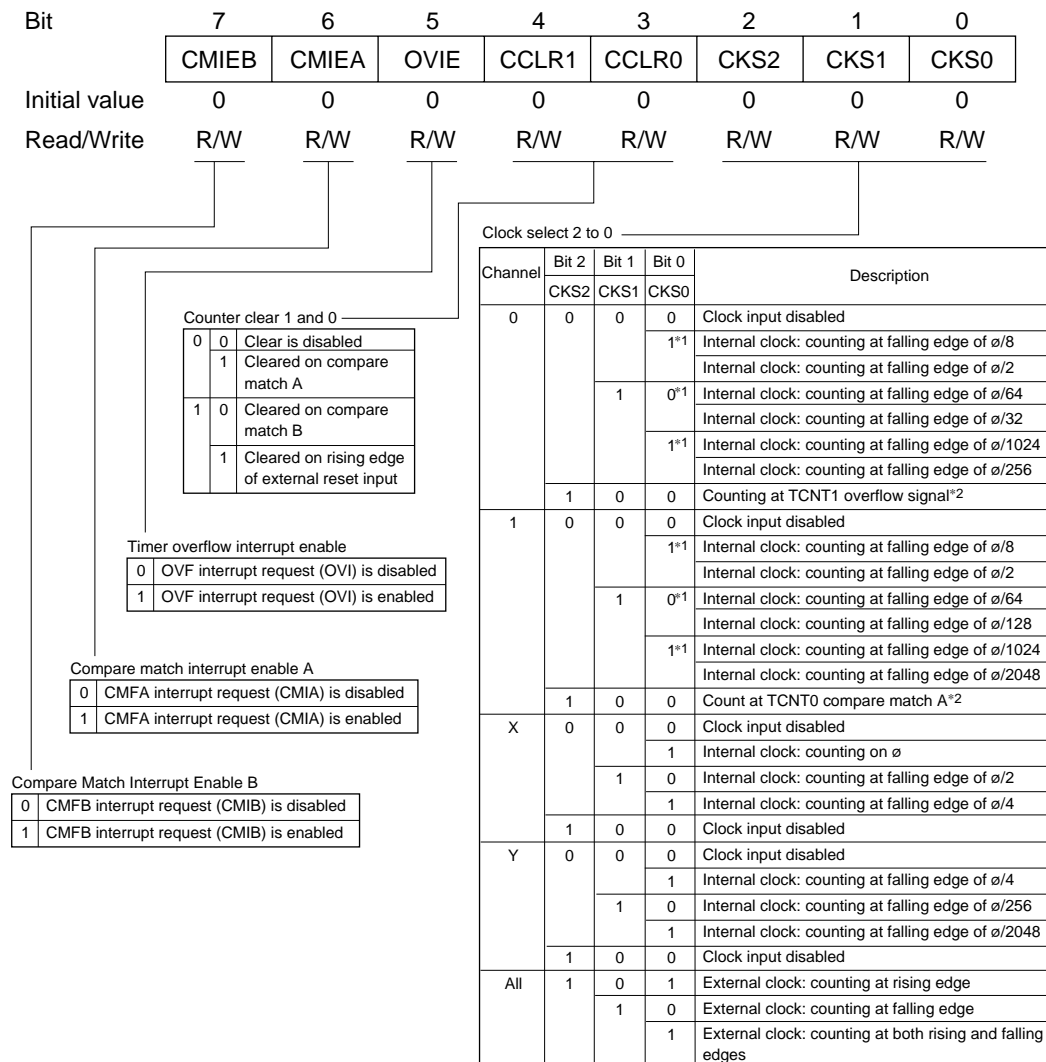 Bit 7 6 5 4 3 2 1 0
CMIEB CMIEA OVIE CCLR1 CCLR0 CKS2 CKS1 CKS0
Initial value 0 0 0 0 0 0 0 0
Read/Write R/W R/W R/W R/W R/W R/W R/W R/W
Clock select 2 to 0
Channel Bit 2 Bit 1 Bit 0 Description
CKS2 CKS1 CKS0
0 0 0 0 Clock input disabled
1*1 Internal clock: counting at falling edge of ø/8
Internal clock: counting at falling edge of ø/2
1 0*1 Internal clock: counting at falling edge of ø/64
Internal clock: counting at falling edge of ø/32
1*1 Internal clock: counting at falling edge of ø/1024
Internal clock: counting at falling edge of ø/256
1 0 0 Counting at TCNT1 overflow signal*2
1 0 0 0 Clock input disabled
1*1 Internal clock: counting at falling edge of ø/8
Internal clock: counting at falling edge of ø/2
1 0*1 Internal clock: counting at falling edge of ø/64
Internal clock: counting at falling edge of ø/128
1*1 Internal clock: counting at falling edge of ø/1024
Internal clock: counting at falling edge of ø/2048
1 0 0 Count at TCNT0 compare match A*2
X 0 0 0 Clock input disabled
1 Internal clock: counting on ø
1 0 Internal clock: counting at falling edge of ø/2
1 Internal clock: counting at falling edge of ø/4
1 0 0 Clock input disabled
Y 0 0 0 Clock input disabled
1 Internal clock: counting at falling edge of ø/4
1 0 Internal clock: counting at falling edge of ø/256
1 Internal clock: counting at falling edge of ø/2048
1 0 0 Clock input disabled
All 1 0 1 External clock: counting at rising edge
1 0 External clock: counting at falling edge
1 External clock: counting at both rising and falling
edges
Counter clear 1 and 0
0 0 Clear is disabled
1 Cleared on compare
match A
1 0 Cleared on compare
match B
1 Cleared on rising edge
of external reset input
Timer overflow interrupt enable
0 OVF interrupt request (OVI) is disabled
1 OVF interrupt request (OVI) is enabled
Compare match interrupt enable A
0 CMFA interrupt request (CMIA) is disabled
1 CMFA interrupt request (CMIA) is enabled
Compare Match Interrupt Enable B
0 CMFB interrupt request (CMIB) is disabled
1 CMFB interrupt request (CMIB) is enabled